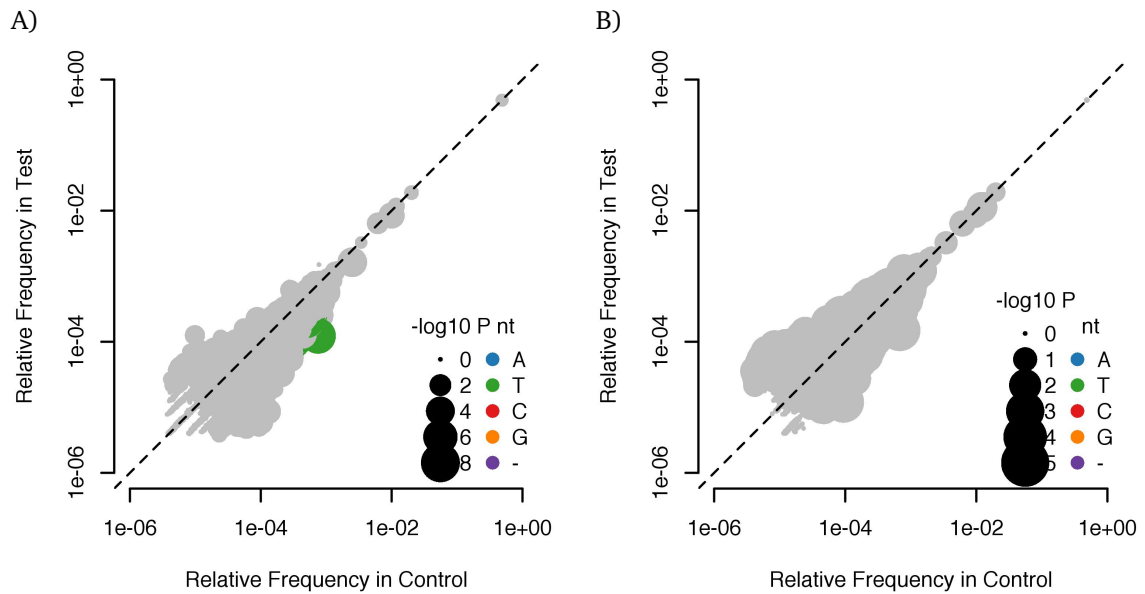 A)
Relative Frequency in Test
1e+00
1e-02
1e-04
1e-06
-log10 P nt
0 A
2 T
4 C
6 G
8 -
1e-06 1e-04 1e-02 1e+00
Relative Frequency in Control
B)
Relative Frequency in Test
1e+00
1e-02
1e-04
1e-06
-log10 P
nt
0
1 A
2 T
3 C
4 G
5 -
1e-06 1e-04 1e-02 1e+00
Relative Frequency in Control